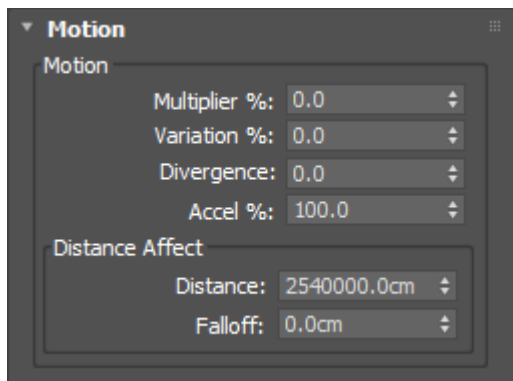 Motion
Motion
Multiplier %: 0.0
Variation %: 0.0
Divergence: 0.0
Accel %: 100.0
Distance Affect
Distance: 2540000.0cm
Falloff: 0.0cm